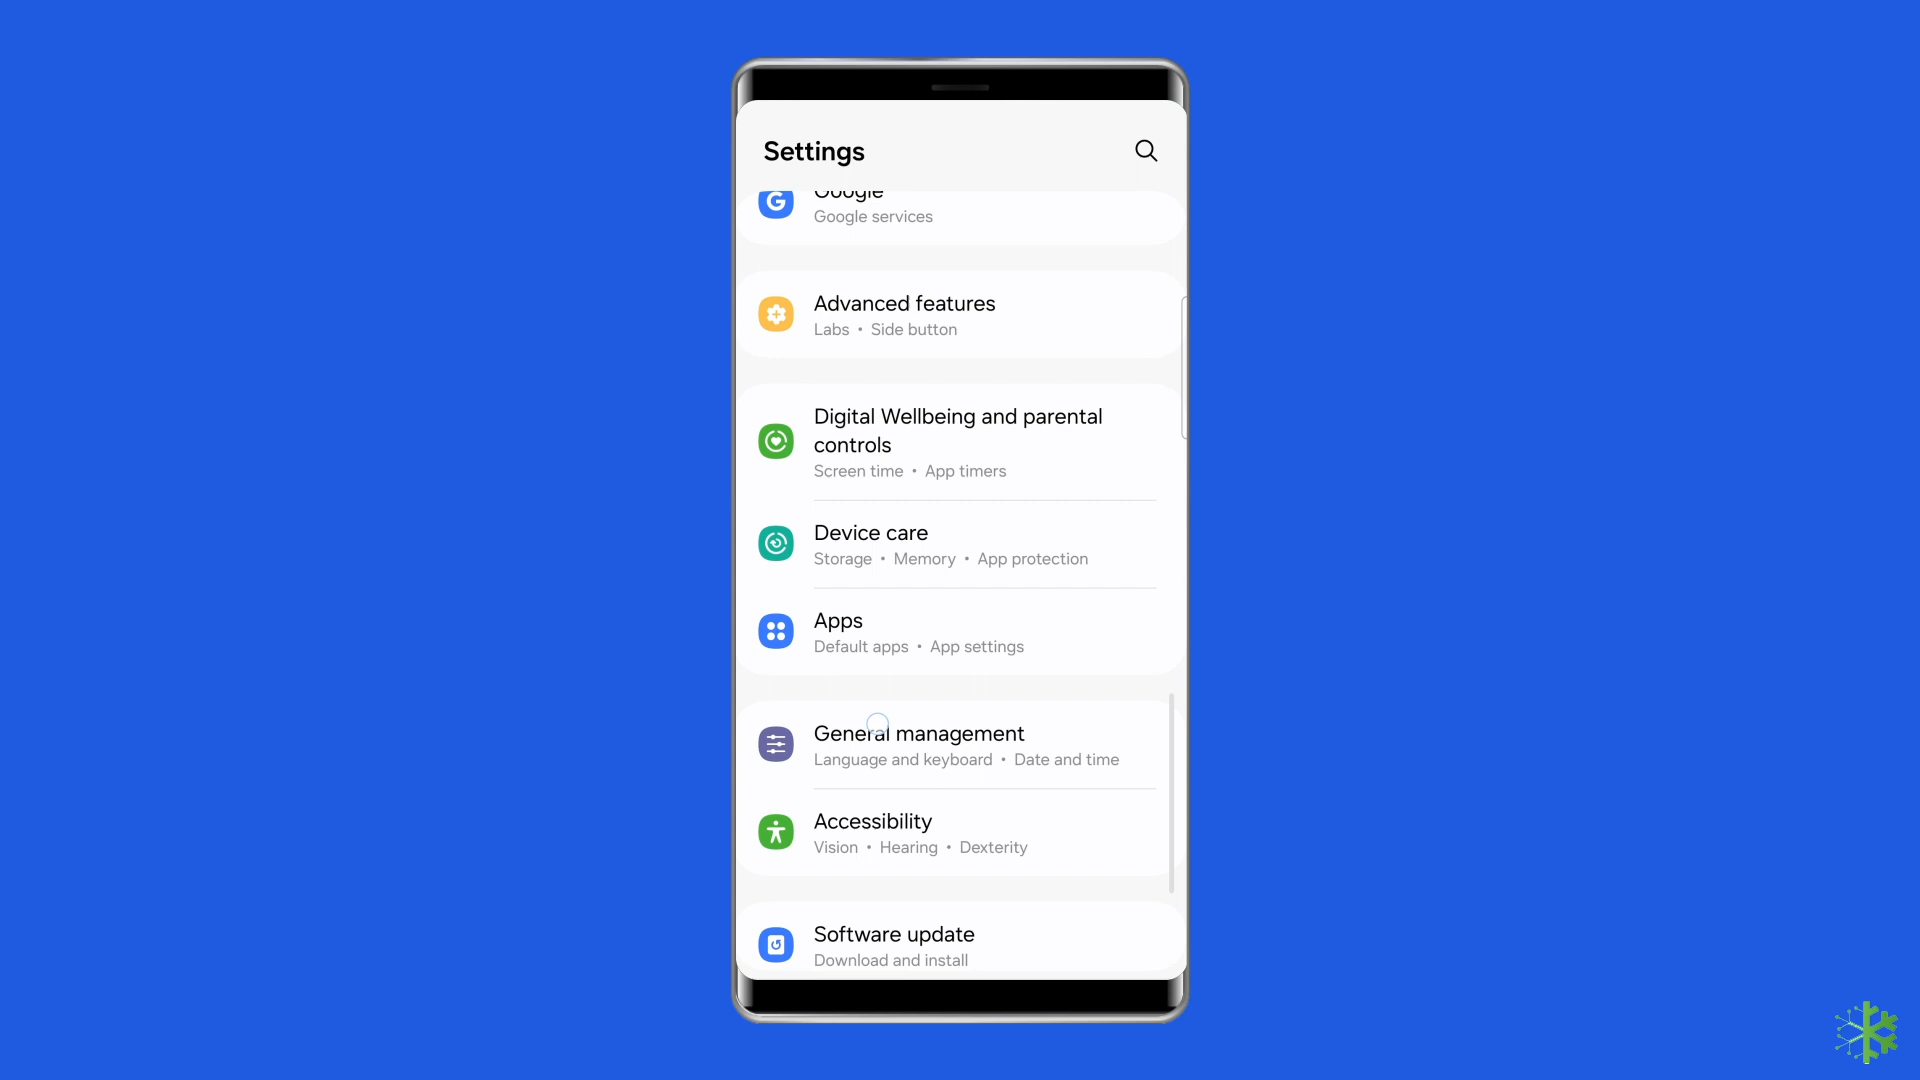 Settings
Google
Google services
Advanced features
Labs • Side button
Digital Wellbeing and parental
controls
Screen time • App timers
Device care
Storage • Memory • App protection
Apps
Default apps • App settings
General management
Language and keyboard • Date and time
Accessibility
Vision • Hearing • Dexterity
Software update
Download and install